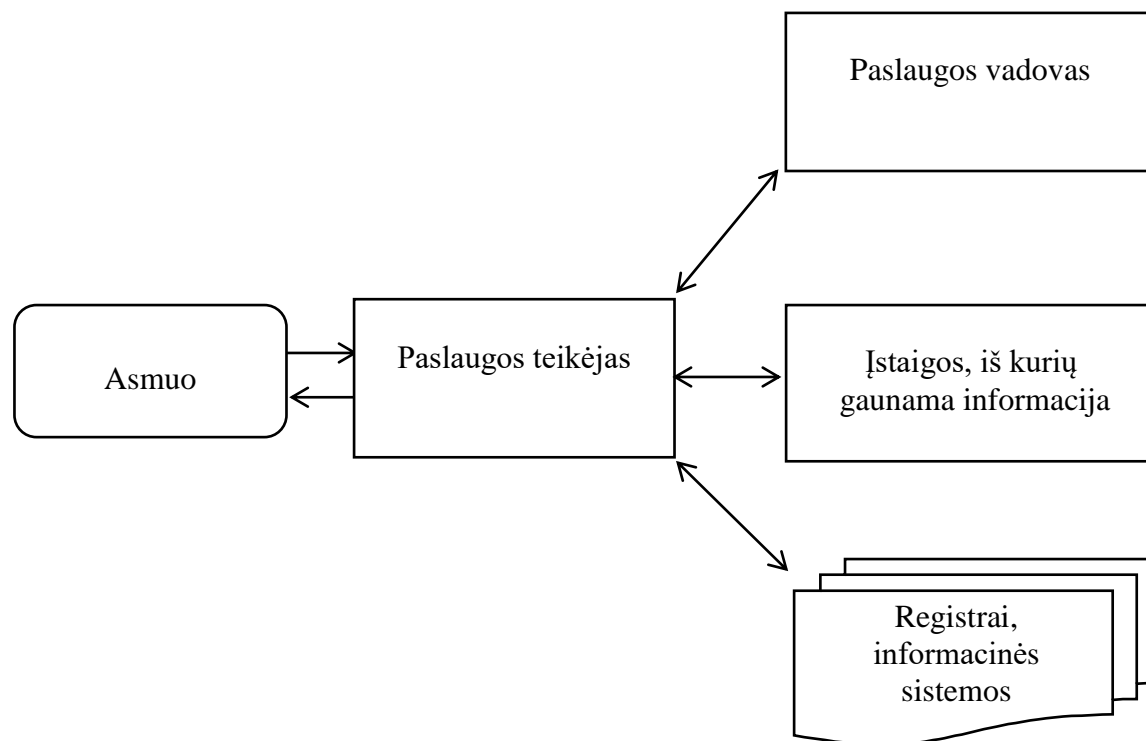 Paslaugos vadovas
Asmuo
Paslaugos teikėjas
Įstaigos, iš kurių
gaunama informacija
Registrai,
informacinės
sistemos